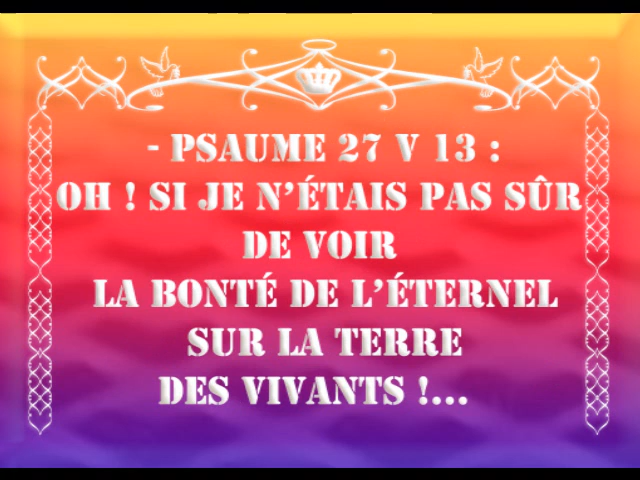 - PSAUME 27 V 13 :
OH ! SI JE N'ÉTAIS PAS SÛR
DE VOIR
LA BONTÉ DE L'ÉTERNEL
SUR LA TERRE
DES VIVANTS !...